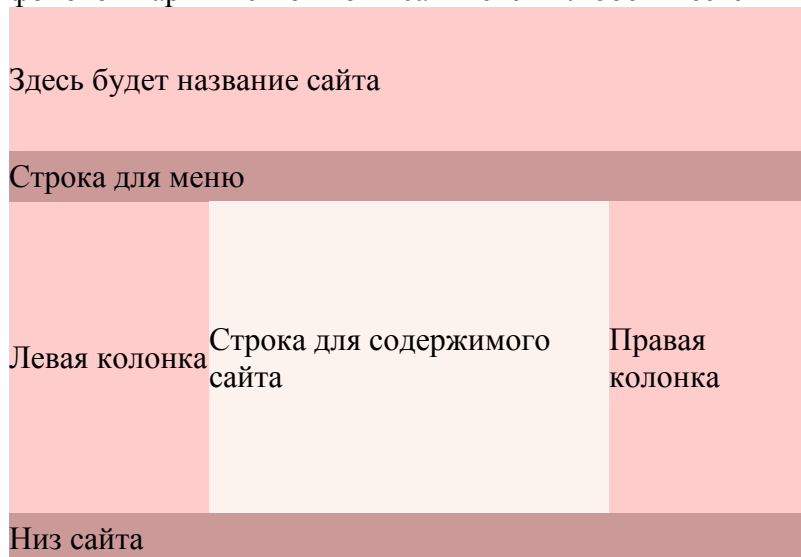 Здесь будет название сайта
Строка для меню
Левая колонка
Строка для содержимого
сайта
Правая
колонка
Низ сайта